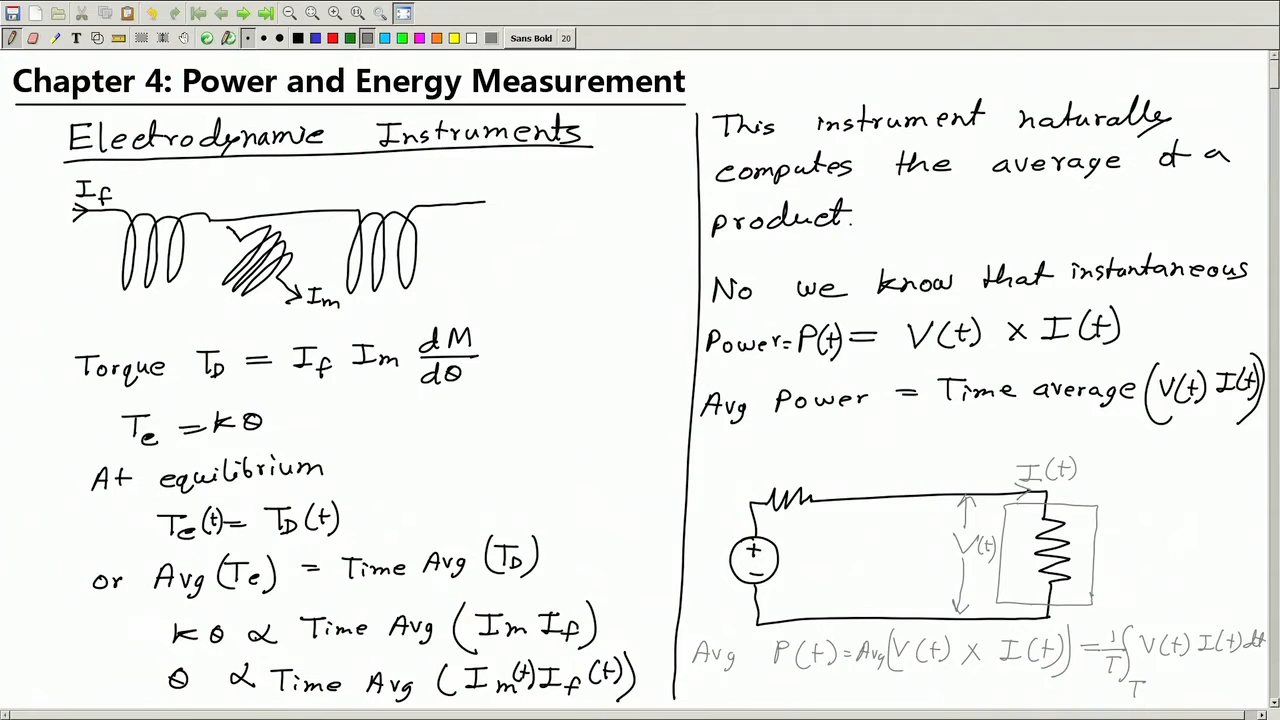 Sans Bold 20
Chapter 4: Power and Energy Measurement
Electrodynamic Instruments
If
Im
Torque TD = If Im dM/dθ
Te = kθ
At equilibrium
Te(t) = TD(t)
or Avg(Te) = Time Avg (TD)
kθ ∝ Time Avg (Im If)
θ ∝ Time Avg (Im(t) If(t))
This instrument naturally
computes the average of a
product.
No we know that instantaneous
Power = P(t) = V(t) × I(t)
Avg Power = Time average (V(t) I(t))
I(t)
V(t)
+
−
Avg P(t) = Avg(V(t) × I(t)) = 1/T ∫T V(t) I(t) dt